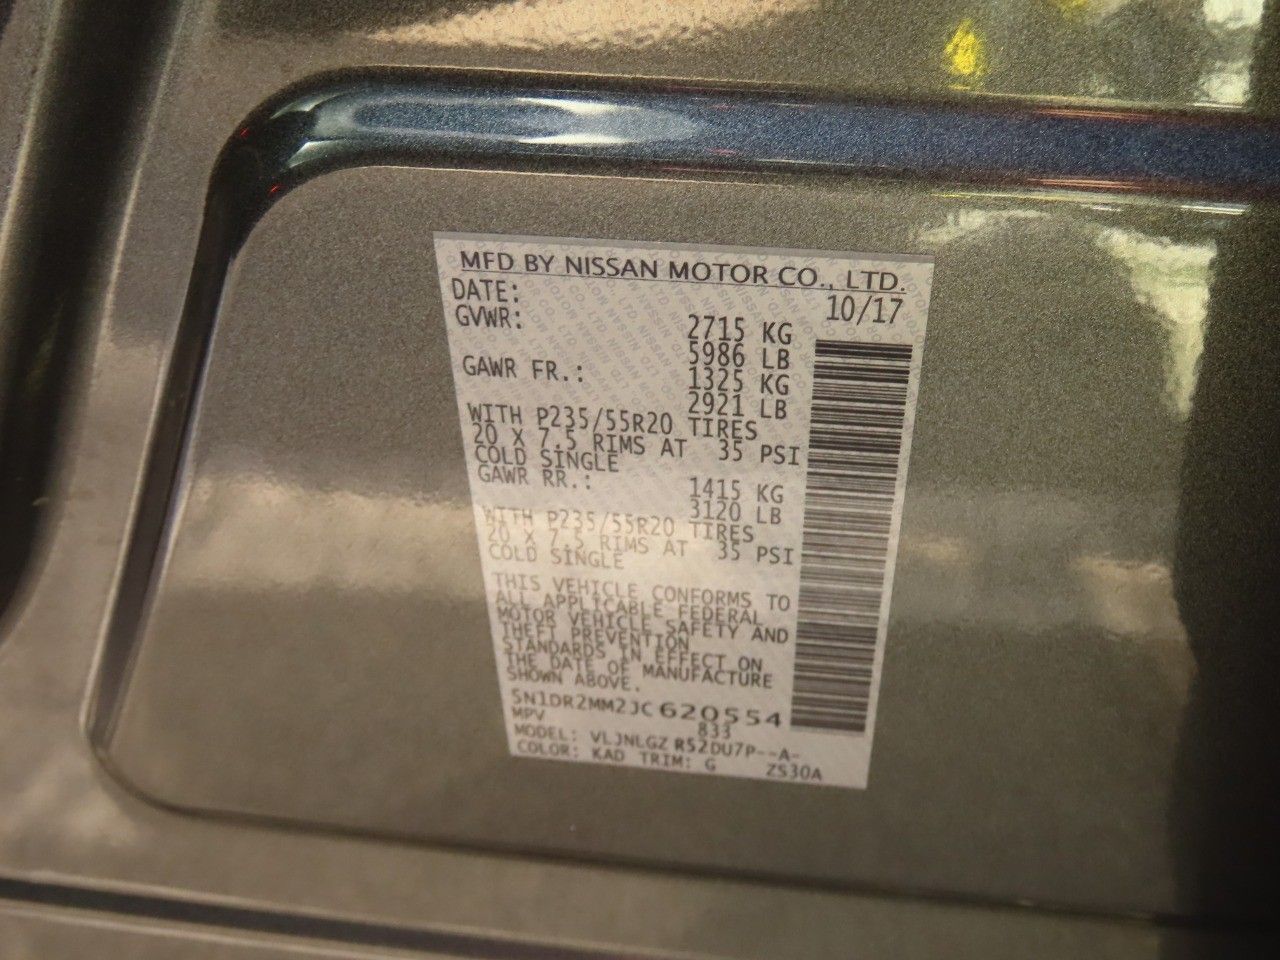 MFD BY NISSAN MOTOR CO., LTD.
DATE: 10/17
GVWR: 2715 KG
5986 LB
GAWR FR.: 1325 KG
2921 LB
WITH P235/55R20 TIRES
20 X 7.5 RIMS AT 35 PSI
COLD SINGLE
GAWR RR.: 1415 KG
3120 LB
WITH P235/55R20 TIRES
20 X 7.5 RIMS AT 35 PSI
COLD SINGLE
THIS VEHICLE CONFORMS TO
ALL APPLICABLE FEDERAL
MOTOR VEHICLE SAFETY AND
THEFT PREVENTION
STANDARDS IN EFFECT ON
THE DATE OF MANUFACTURE
SHOWN ABOVE.
5N1DR2MM2JC620554
MPV 833
MODEL: VLJNLGZ RS2DU7P--A-
COLOR: KAD TRIM: G ZS30A